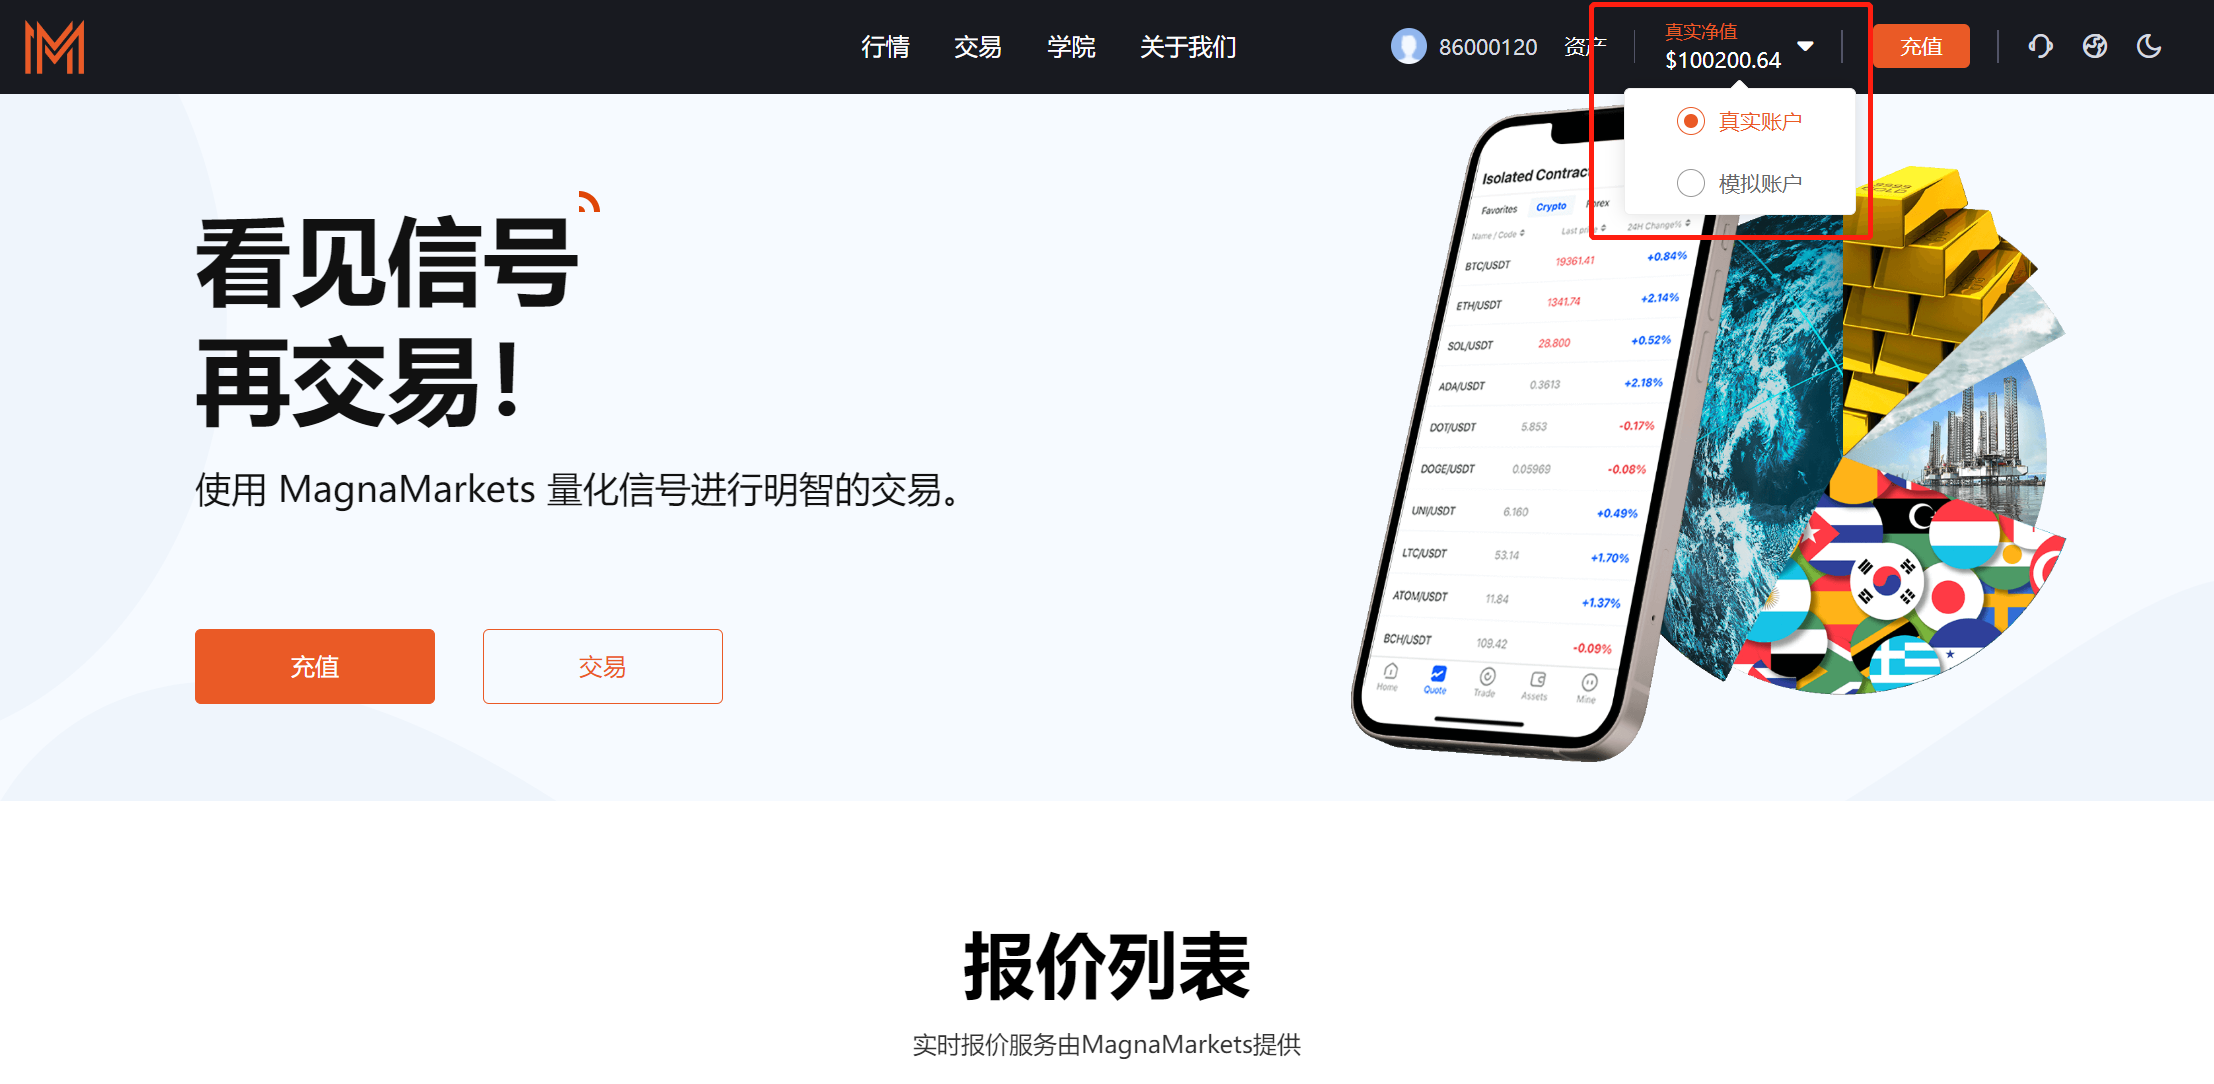 行情 交易 学院 关于我们 86000120 资产 真实净值 充值
$100200.64
真实账户
模拟账户
看见信号
再交易!
使用 MagnaMarkets 量化信号进行明智的交易。
充值 交易
Isolated Contract
Favorites Crypto Forex
Name / Code Last price 24H Change%
BTC/USDT 19361.41 +0.84%
ETH/USDT 1341.74 +2.14%
SOL/USDT 28.800 +0.52%
ADA/USDT 0.3613 +2.18%
DOT/USDT 5.853 -0.17%
DOGE/USDT 0.05969 -0.08%
UNI/USDT 6.160 +0.49%
LTC/USDT 53.14 +1.70%
ATOM/USDT 11.84 +1.37%
BCH/USDT 109.42 -0.09%
Home Quote Trade Assets Mine
报价列表
实时报价服务由MagnaMarkets提供